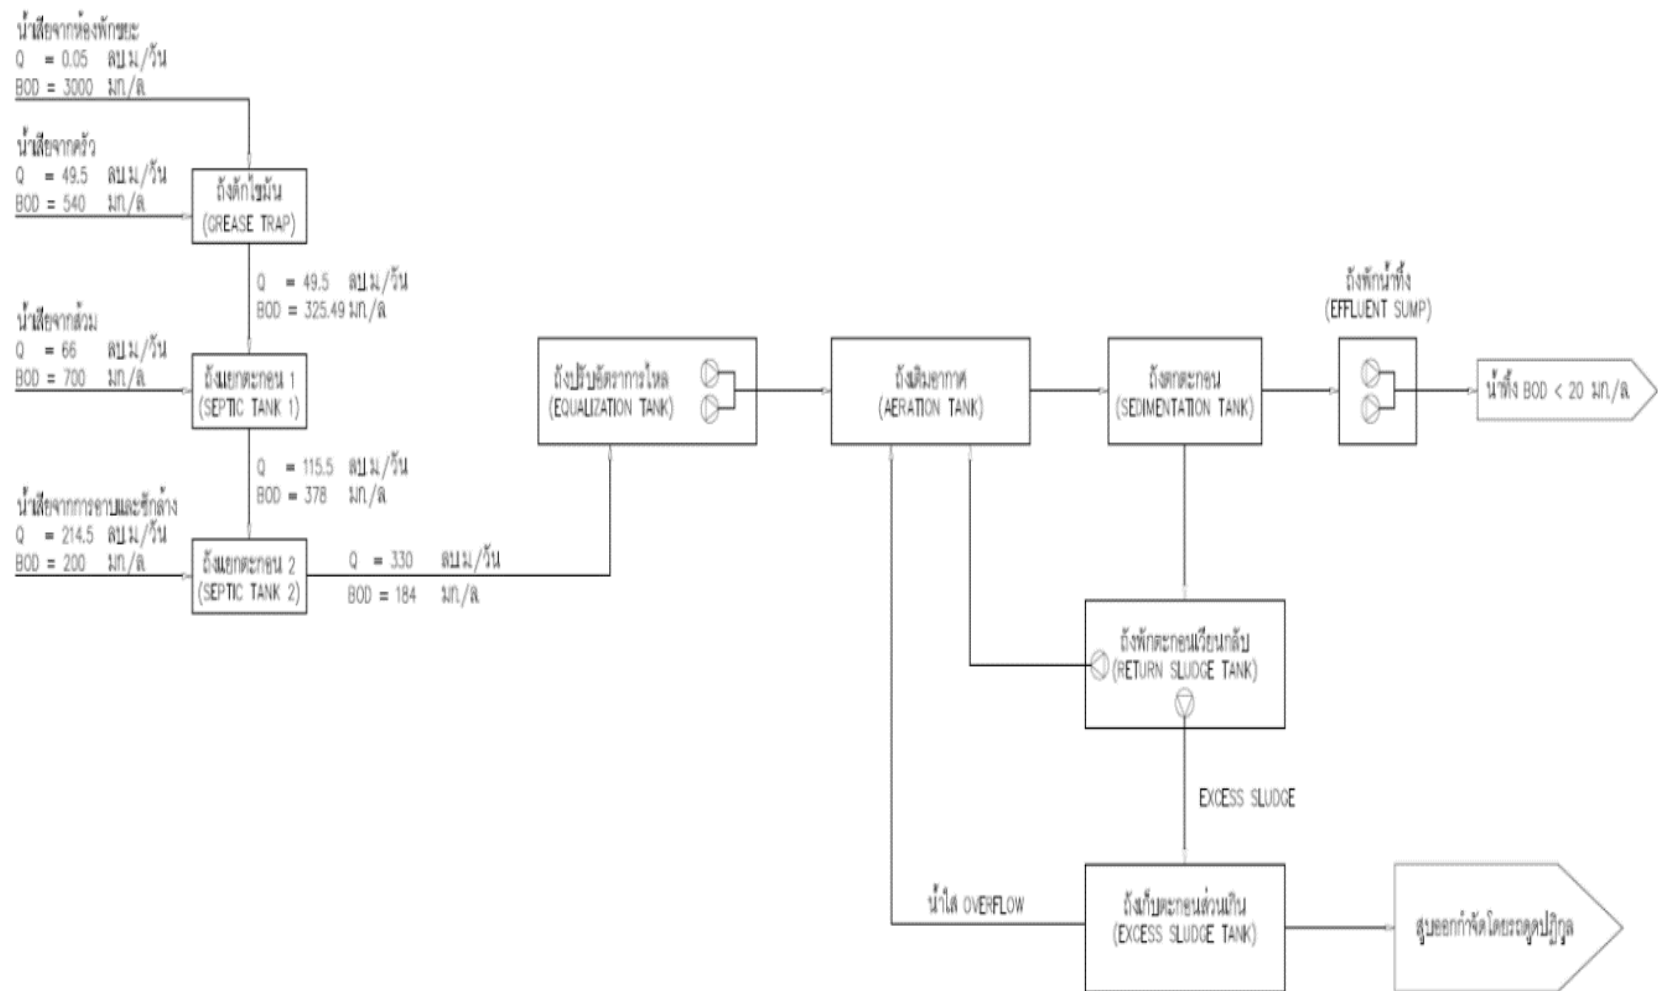 น้ำเสียจากห้องพักขยะ
Q = 0.05 ลบ.ม./วัน
BOD = 3000 มก./ล.
น้ำเสียจากครัว
Q = 49.5 ลบ.ม./วัน
BOD = 540 มก./ล.
ถังดักไขมัน
(GREASE TRAP)
Q = 49.5 ลบ.ม./วัน
BOD = 325.49 มก./ล.
น้ำเสียจากส้วม
Q = 66 ลบ.ม./วัน
BOD = 700 มก./ล.
ถังแยกตะกอน 1
(SEPTIC TANK 1)
Q = 115.5 ลบ.ม./วัน
BOD = 378 มก./ล.
น้ำเสียจากการอาบและซักล้าง
Q = 214.5 ลบ.ม./วัน
BOD = 200 มก./ล.
ถังแยกตะกอน 2
(SEPTIC TANK 2)
Q = 330 ลบ.ม./วัน
BOD = 184 มก./ล.
ถังปรับอัตราการไหล
(EQUALIZATION TANK)
ถังเติมอากาศ
(AERATION TANK)
ถังตกตะกอน
(SEDIMENTATION TANK)
ถังพักน้ำทิ้ง
(EFFLUENT SUMP)
น้ำทิ้ง BOD < 20 มก./ล.
ถังพักตะกอนเวียนกลับ
(RETURN SLUDGE TANK)
EXCESS SLUDGE
น้ำใส OVERFLOW
ถังเก็บตะกอนส่วนเกิน
(EXCESS SLUDGE TANK)
สูบออกกำจัดโดยรถดูดปฏิกูล